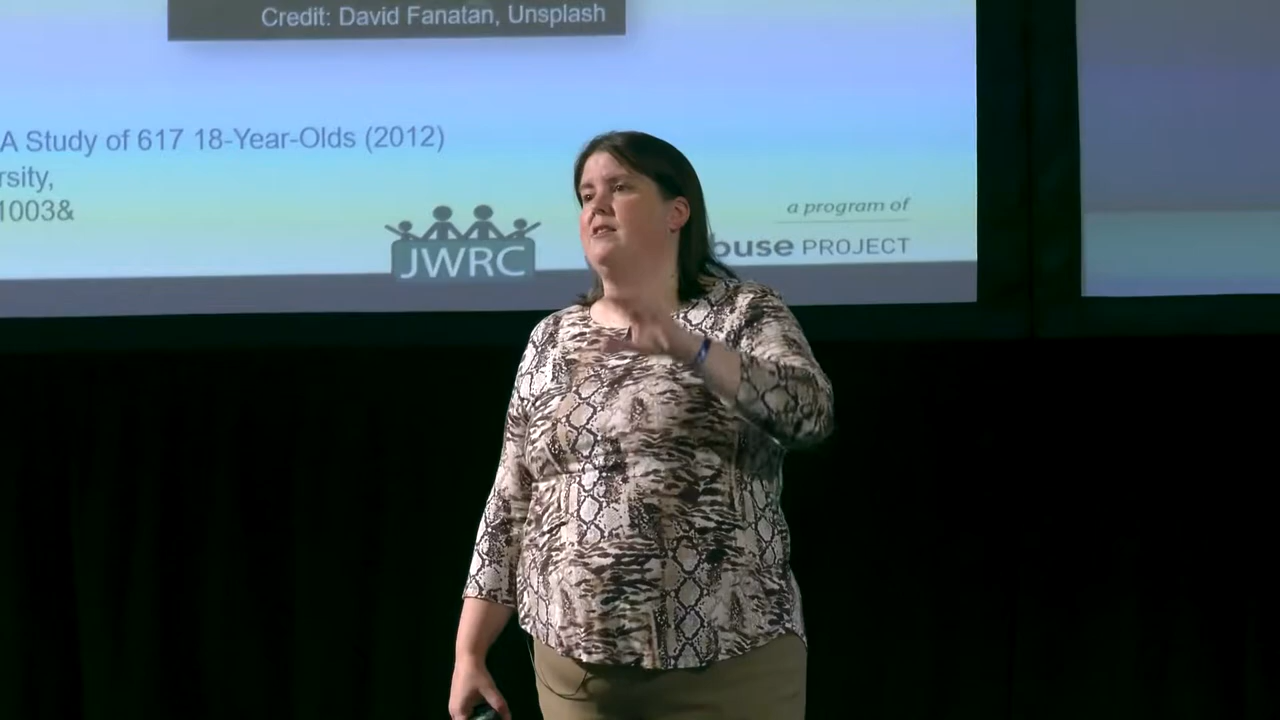 Credit: David Fanatan, Unsplash
A Study of 617 18-Year-Olds (2012)
rsity,
1003&
JWRC
a program of
buse PROJECT